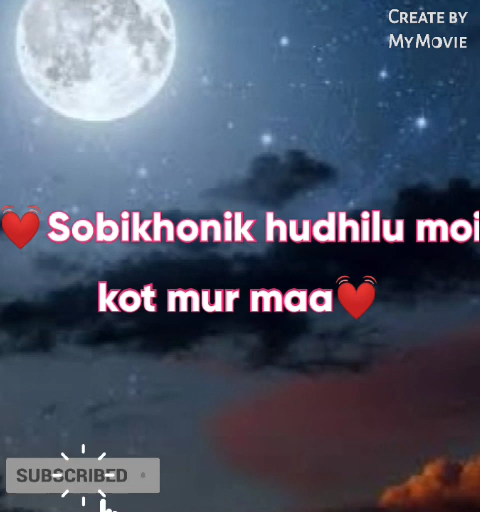 CREATE BY
MYMOVIE
💓Sobikhonik hudhilu moi
kot mur maa💓
SUBSCRIBED